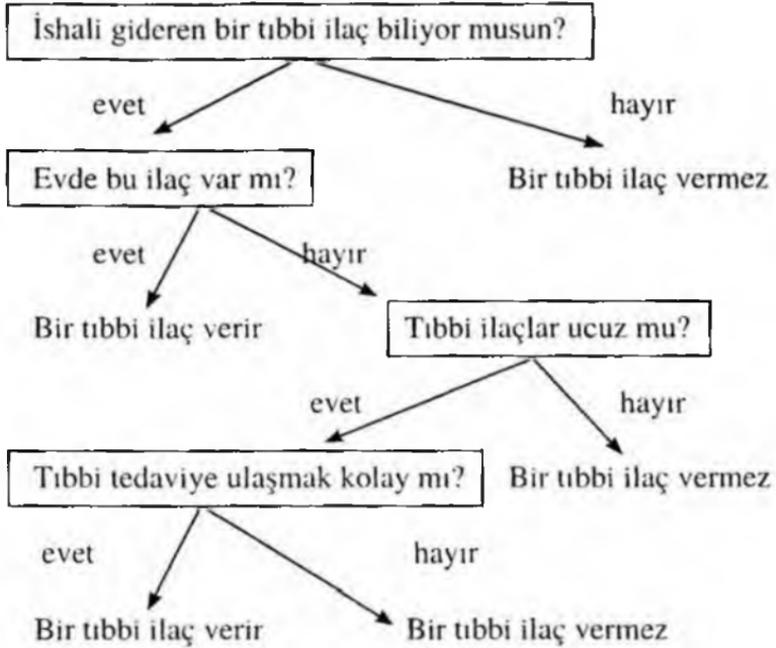 İshali gideren bir tıbbi ilaç biliyor musun?
evet
hayır
Evde bu ilaç var mı?
Bir tıbbi ilaç vermez
evet
hayır
Bir tıbbi ilaç verir
Tıbbi ilaçlar ucuz mu?
evet
hayır
Tıbbi tedaviye ulaşmak kolay mı?
Bir tıbbi ilaç vermez
evet
hayır
Bir tıbbi ilaç verir
Bir tıbbi ilaç vermez